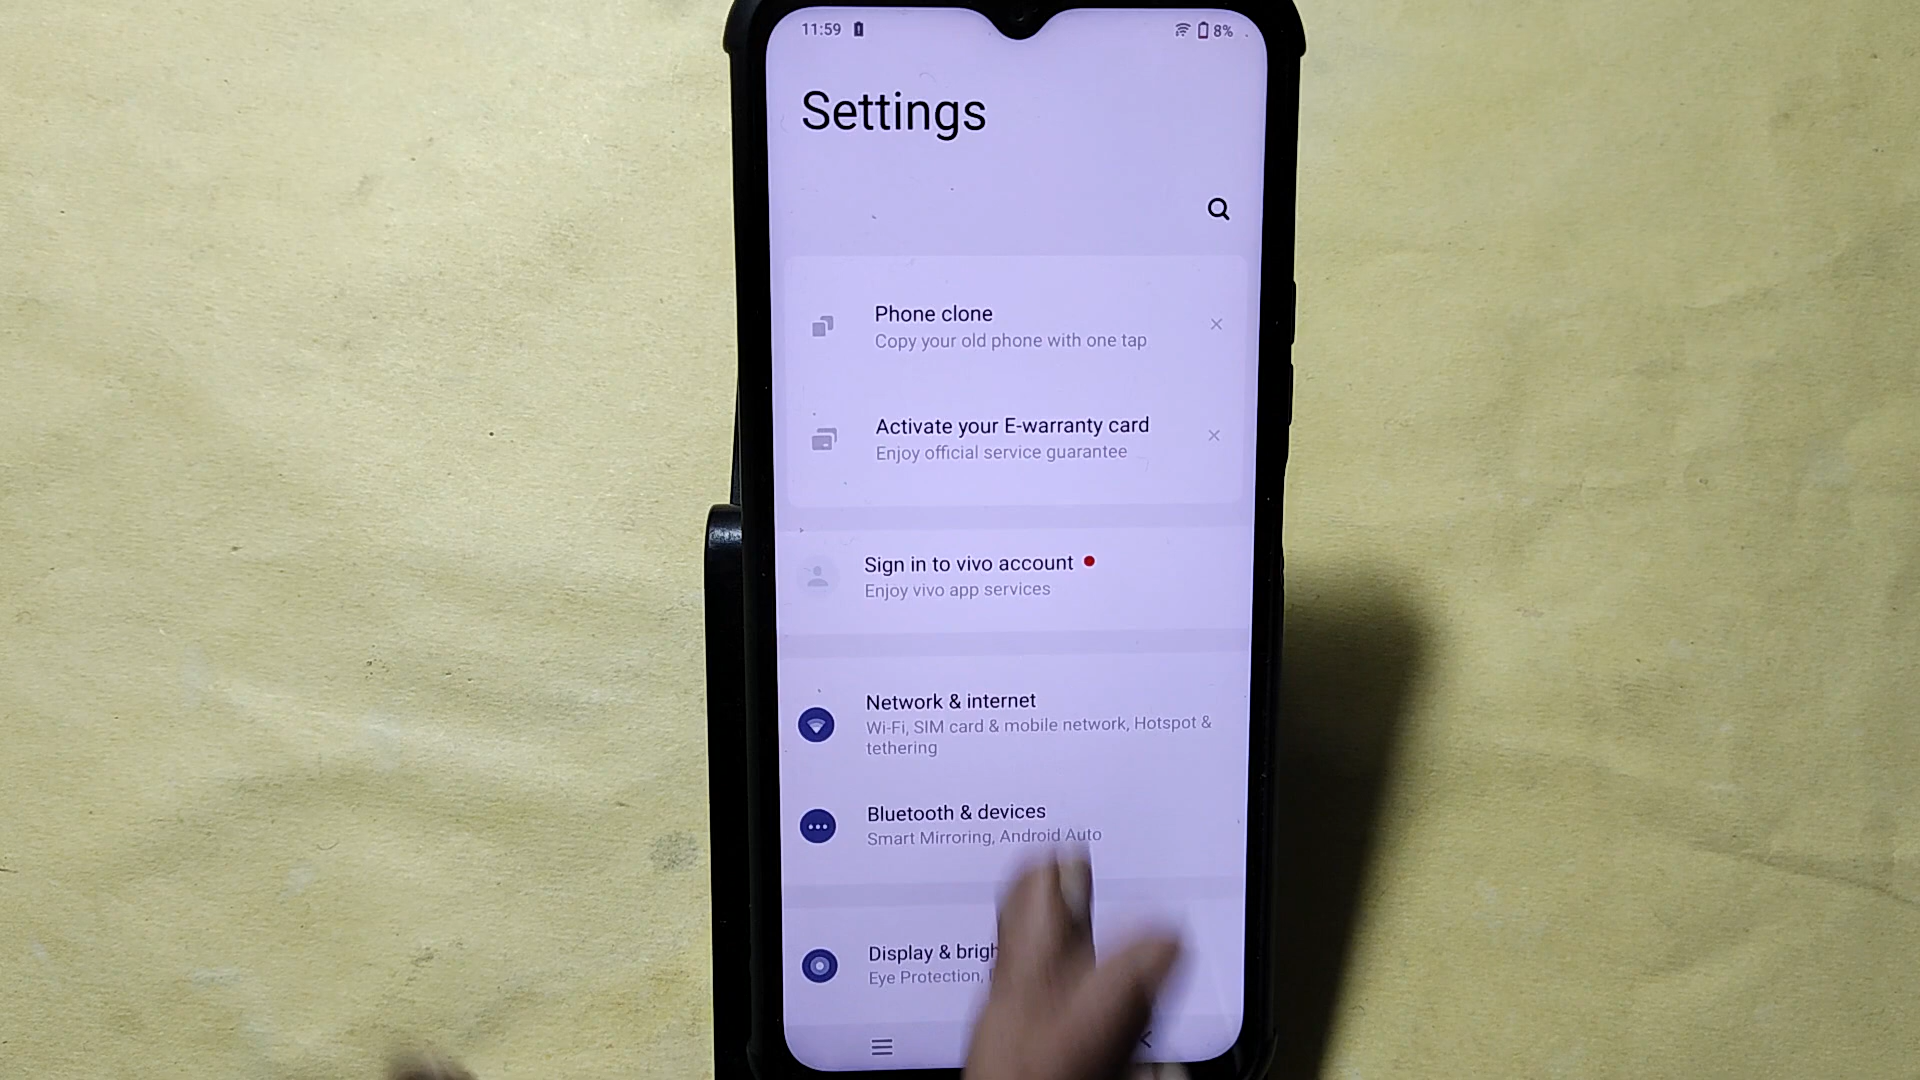 11:59
8%
Settings
Phone clone
Copy your old phone with one tap
Activate your E-warranty card
Enjoy official service guarantee
Sign in to vivo account
Enjoy vivo app services
Network & internet
Wi-Fi, SIM card & mobile network, Hotspot &
tethering
Bluetooth & devices
Smart Mirroring, Android Auto
Display &
Eye Protection,